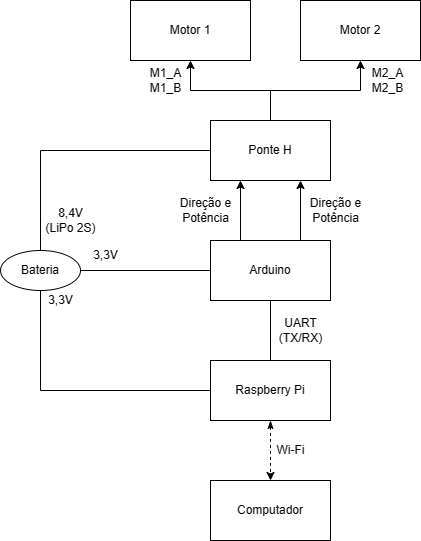 Motor 1
Motor 2
M1_A
M1_B
M2_A
M2_B
Ponte H
Direção e
Potência
Direção e
Potência
8,4V
(LiPo 2S)
3,3V
Bateria
Arduino
3,3V
UART
(TX/RX)
Raspberry Pi
Wi-Fi
Computador